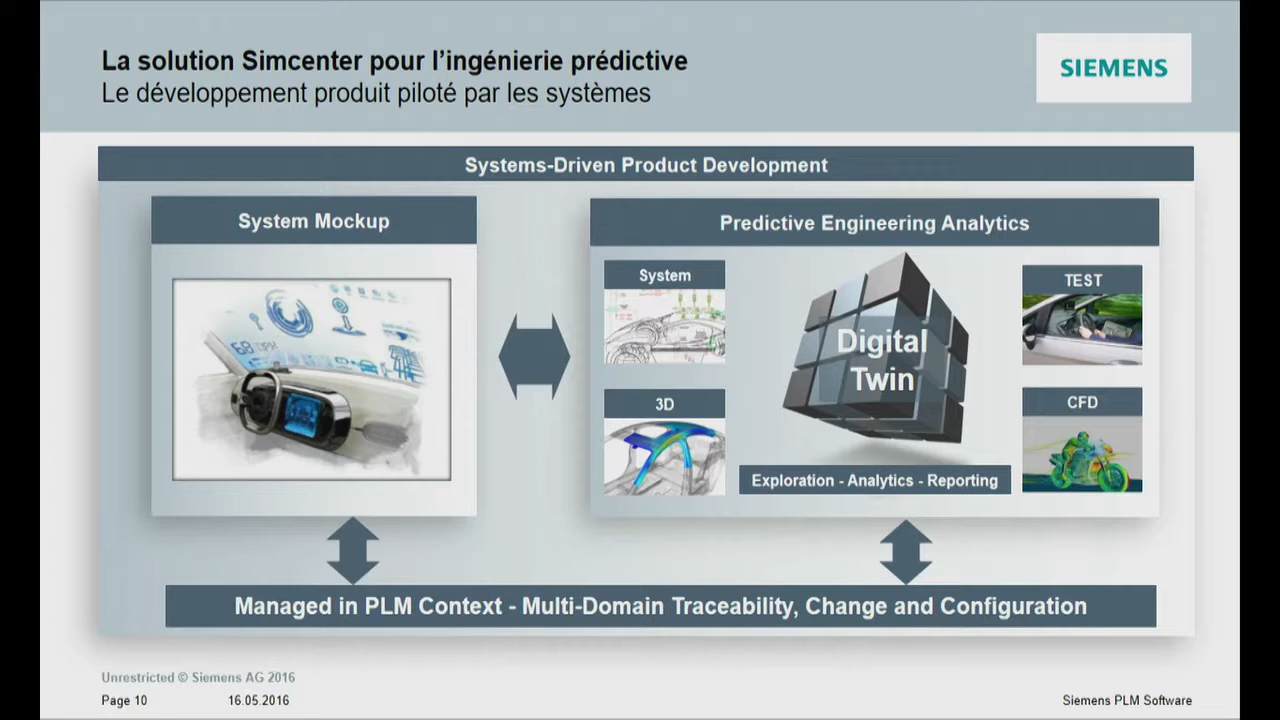 La solution Simcenter pour l’ingénierie prédictive
Le développement produit piloté par les systèmes
SIEMENS
Systems-Driven Product Development
System Mockup
Predictive Engineering Analytics
System
TEST
68 MPH
Digital
Twin
3D
CFD
Exploration - Analytics - Reporting
Managed in PLM Context - Multi-Domain Traceability, Change and Configuration
Unrestricted © Siemens AG 2016
Page 10
16.05.2016
Siemens PLM Software